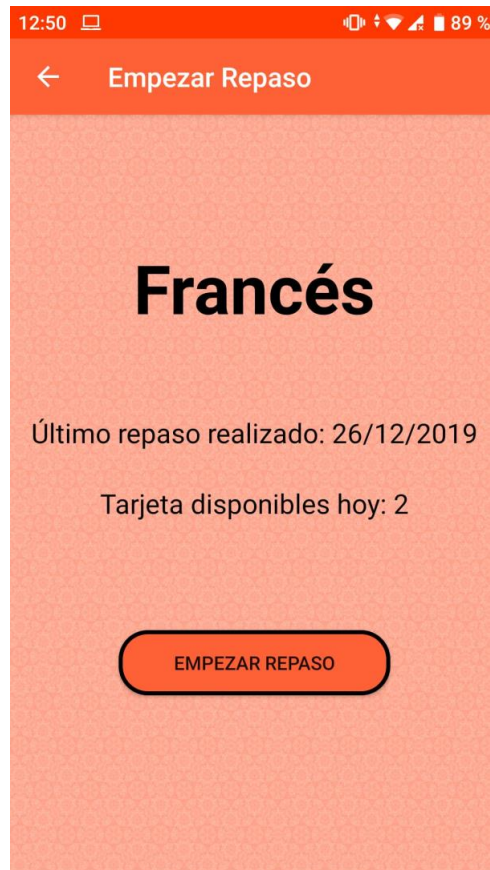 12:50 89 %
Empezar Repaso
Francés
Último repaso realizado: 26/12/2019
Tarjeta disponibles hoy: 2
EMPEZAR REPASO